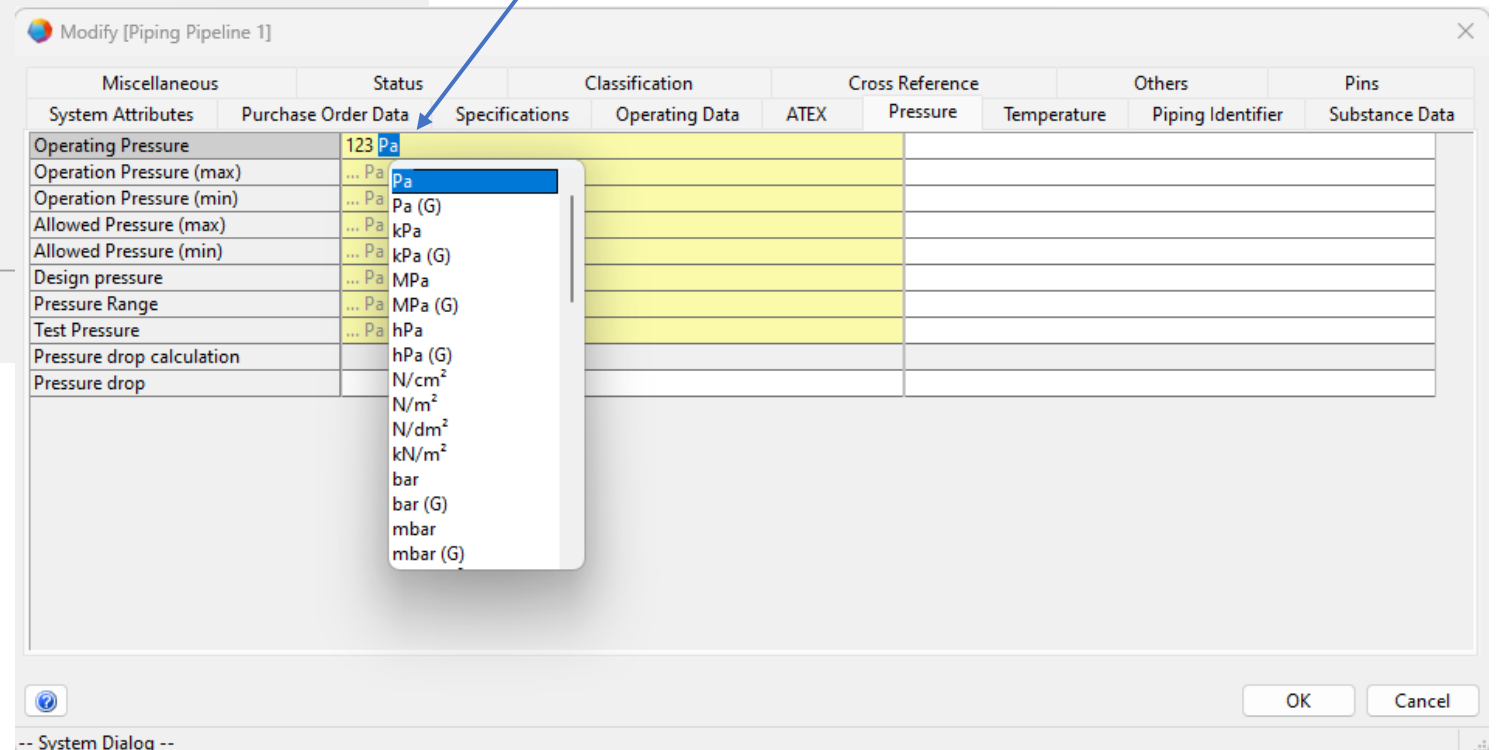 Modify [Piping Pipeline 1]
Miscellaneous Status Classification Cross Reference Others Pins
System Attributes Purchase Order Data Specifications Operating Data ATEX Pressure Temperature Piping Identifier Substance Data
Operating Pressure 123 Pa
Operation Pressure (max) ... Pa
Operation Pressure (min) ... Pa
Allowed Pressure (max) ... Pa
Allowed Pressure (min) ... Pa
Design pressure ... Pa
Pressure Range ... Pa
Test Pressure ... Pa
Pressure drop calculation
Pressure drop
Pa
Pa (G)
kPa
kPa (G)
MPa
MPa (G)
hPa
hPa (G)
N/cm²
N/m²
N/dm²
kN/m²
bar
bar (G)
mbar
mbar (G)
OK Cancel
-- System Dialog --